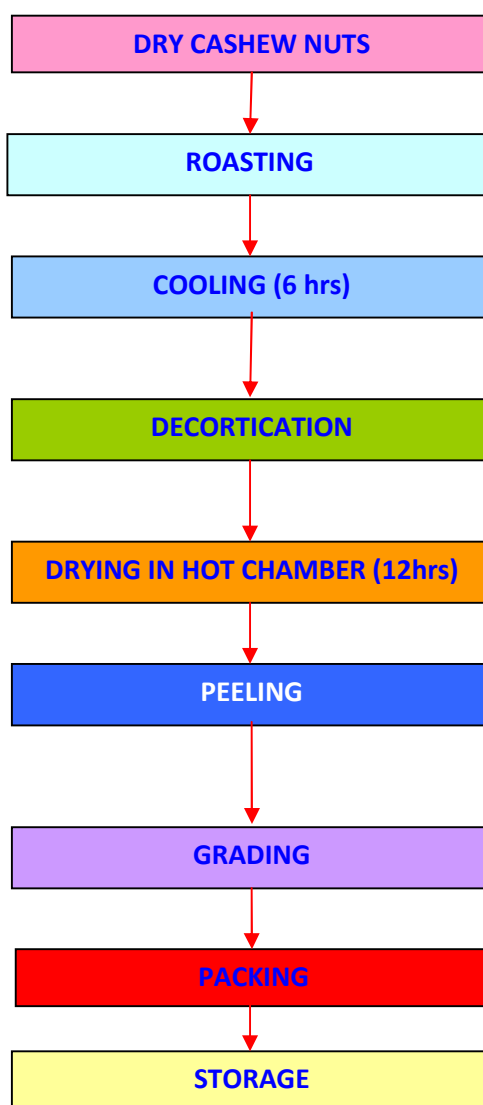 DRY CASHEW NUTS
ROASTING
COOLING (6 hrs)
DECORTICATION
DRYING IN HOT CHAMBER (12hrs)
PEELING
GRADING
PACKING
STORAGE